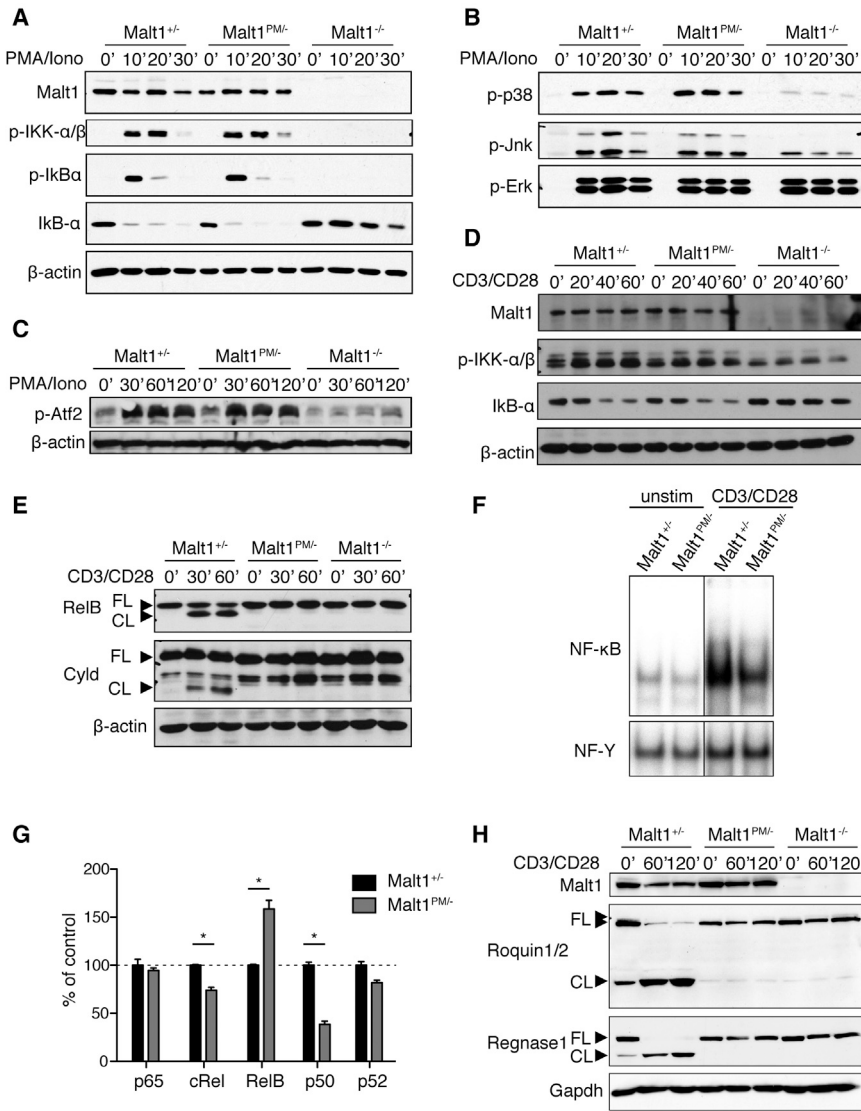 A
Malt1+/- Malt1PM/- Malt1-/-
PMA/Iono 0' 10' 20' 30' 0' 10' 20' 30' 0' 10' 20' 30'
Malt1
p-IKK-α/β
p-IkBα
IkB-α
β-actin
B
Malt1+/- Malt1PM/- Malt1-/-
PMA/Iono 0' 10' 20' 30' 0' 10' 20' 30' 0' 10' 20' 30'
p-p38
p-Jnk
p-Erk
C
Malt1+/- Malt1PM/- Malt1-/-
PMA/Iono 0' 30' 60' 120' 0' 30' 60' 120' 0' 30' 60' 120'
p-Atf2
β-actin
D
Malt1+/- Malt1PM/- Malt1-/-
CD3/CD28 0' 20' 40' 60' 0' 20' 40' 60' 0' 20' 40' 60'
Malt1
p-IKK-α/β
IkB-α
β-actin
E
Malt1+/- Malt1PM/- Malt1-/-
CD3/CD28 0' 30' 60' 0' 30' 60' 0' 30' 60'
RelB FL
CL
FL
Cyld
CL
β-actin
F
unstim CD3/CD28
Malt1+/- Malt1PM/- Malt1+/- Malt1PM/-
NF-κB
NF-Y
G
% of control
200
150
100
50
0
* * *
Malt1+/-
Malt1PM/-
p65 cRel RelB p50 p52
H
Malt1+/- Malt1PM/- Malt1-/-
CD3/CD28 0' 60' 120' 0' 60' 120' 0' 60' 120
Malt1
FL
Roquin1/2
CL
Regnase1 FL
CL
Gapdh